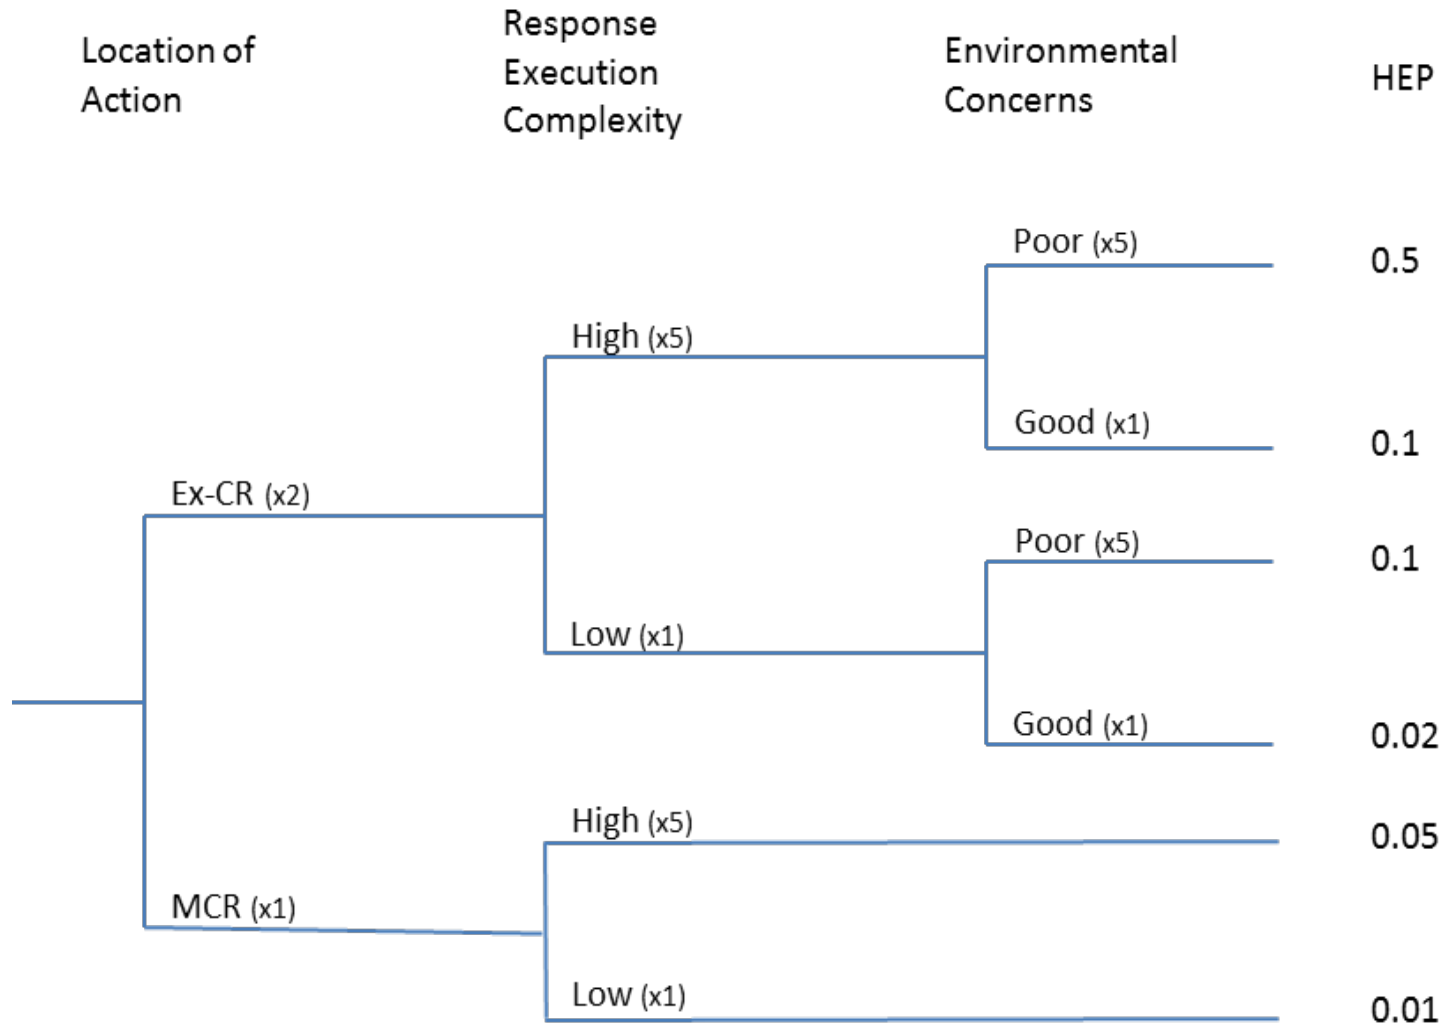 Location of
Action
Response
Execution
Complexity
Environmental
Concerns
HEP
Poor (x5)
0.5
High (x5)
Good (x1)
0.1
Ex-CR (x2)
Poor (x5)
0.1
Low (x1)
Good (x1)
0.02
High (x5)
0.05
MCR (x1)
Low (x1)
0.01